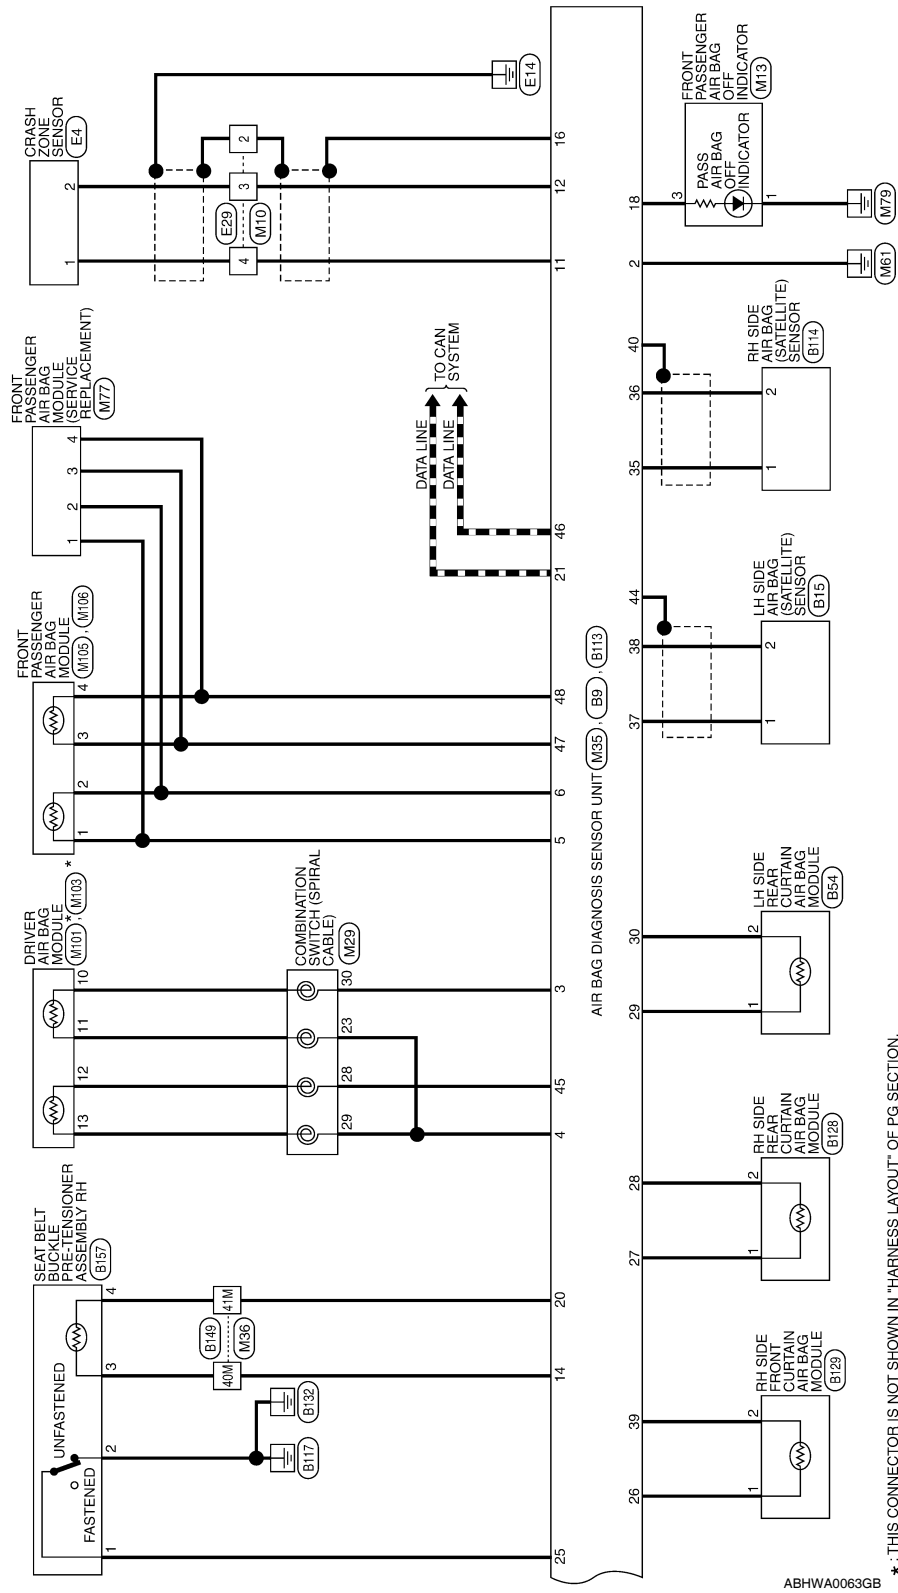 SEAT BELT
BUCKLE
PRE-TENSIONER
ASSEMBLY RH
B157
UNFASTENED
FASTENED
1
2
3
4
B117
B132
40M
41M
B149
M36
DRIVER
AIR BAG
MODULE
M101 * , M103 *
13
12
11
10
COMBINATION
SWITCH (SPIRAL
CABLE)
M29
29
28
23
30
FRONT
PASSENGER
AIR BAG
MODULE
M105 , M106
1
2
3
4
FRONT
PASSENGER
AIR BAG
MODULE
(SERVICE
REPLACEMENT)
M77
1
2
3
4
DATA LINE
DATA LINE
TO CAN
SYSTEM
CRASH
ZONE
SENSOR
E4
1
2
4
3
2
E29
M10
E14
25
14
20
4
45
3
5
6
47
48
21
46
11
12
16
AIR BAG DIAGNOSIS SENSOR UNIT M35 , B9 , B113
26
39
27
28
29
30
37
38
44
35
36
40
2
18
RH SIDE
FRONT
CURTAIN
AIR BAG
MODULE
B129
1
2
RH SIDE
REAR
CURTAIN
AIR BAG
MODULE
B128
1
2
LH SIDE
REAR
CURTAIN
AIR BAG
MODULE
B54
1
2
LH SIDE
AIR BAG
(SATELLITE)
SENSOR
B15
1
2
RH SIDE
AIR BAG
(SATELLITE)
SENSOR
B114
1
2
M61
FRONT
PASSENGER
AIR BAG
OFF
INDICATOR
M13
PASS
AIR BAG
OFF
INDICATOR
3
1
M79
* : THIS CONNECTOR IS NOT SHOWN IN "HARNESS LAYOUT" OF PG SECTION.
ABHWA0063GB